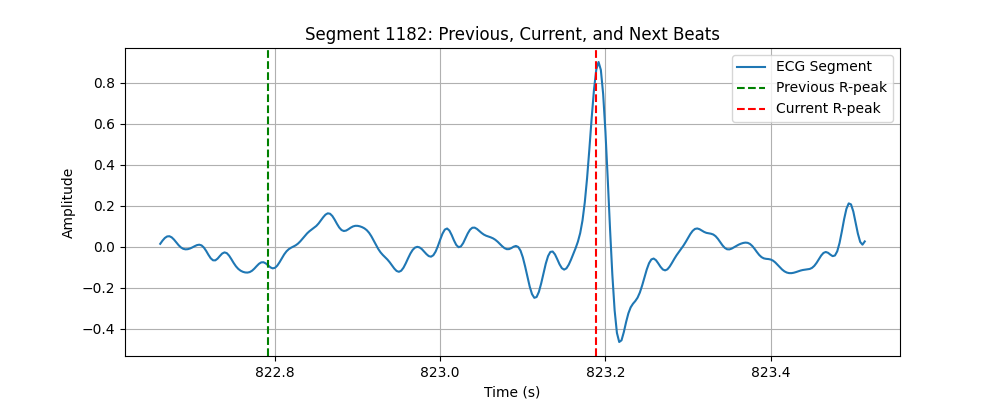 Segment 1182: Previous, Current, and Next Beats
ECG Segment
Previous R-peak
Current R-peak
Amplitude
0.8
0.6
0.4
0.2
0.0
−0.2
−0.4
822.8 823.0 823.2 823.4
Time (s)